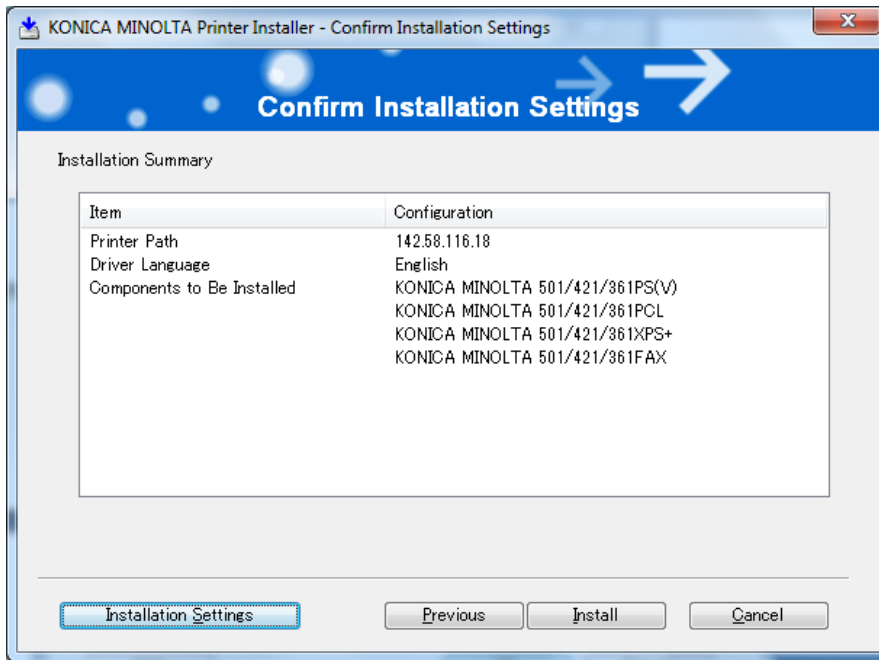 KONICA MINOLTA Printer Installer - Confirm Installation Settings
Confirm Installation Settings
Installation Summary
Item Configuration
Printer Path 142.58.116.18
Driver Language English
Components to Be Installed KONICA MINOLTA 501/421/361PS(V)
KONICA MINOLTA 501/421/361PCL
KONICA MINOLTA 501/421/361XPS+
KONICA MINOLTA 501/421/361FAX
Installation Settings Previous Install Cancel